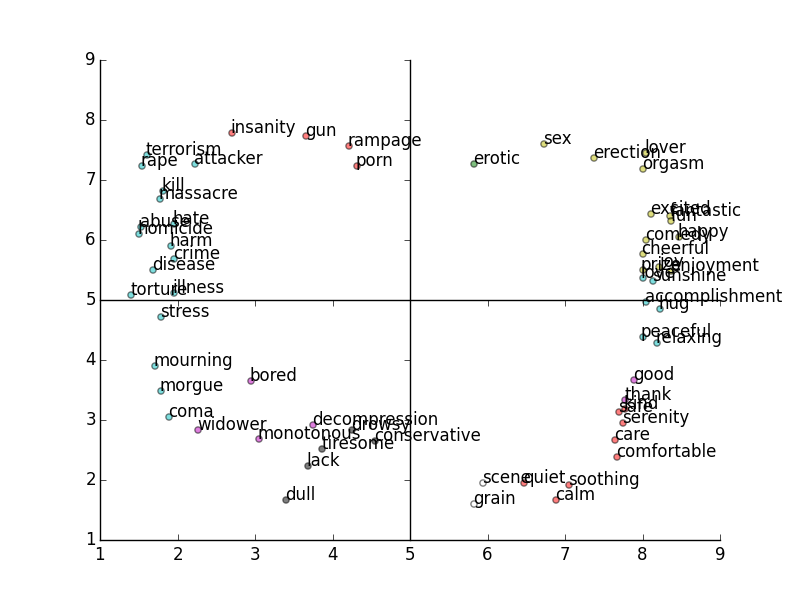 9
8
7
6
5
4
3
2
1
1
2
3
4
5
6
7
8
9
insanity
gun
rampage
porn
terrorism
rape
attacker
kill
massacre
hate
abuse
homicide
harm
crime
disease
illness
torture
stress
mourning
morgue
coma
widower
bored
decompression
monotonous
drowsy
conservative
tiresome
lack
dull
sex
erotic
erection
lover
orgasm
excited
fantastic
fun
happy
comedy
cheerful
joy
enjoyment
love
sunshine
accomplishment
hug
peaceful
relaxing
good
thank
kind
safe
serenity
care
comfortable
scene
quiet
soothing
grain
calm